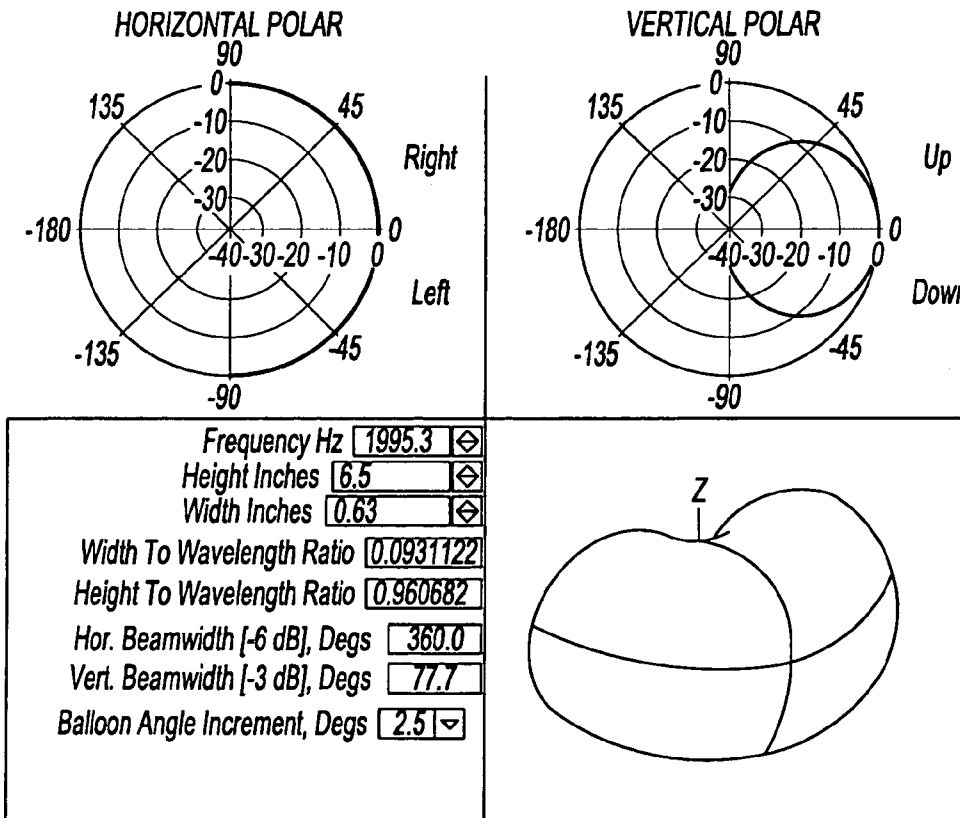 HORIZONTAL POLAR
90
0
135
45
-10
Right
-20
-30
-180
0
-40 -30 -20 -10 0
Left
-135
-45
-90
VERTICAL POLAR
90
0
135
45
-10
Up
-20
-30
-180
0
-40 -30 -20 -10 0
Down
-135
-45
-90
Frequency Hz 1995.3
Height Inches 6.5
Width Inches 0.63
Width To Wavelength Ratio 0.0931122
Height To Wavelength Ratio 0.960682
Hor. Beamwidth [-6 dB], Degs 360.0
Vert. Beamwidth [-3 dB], Degs 77.7
Balloon Angle Increment, Degs 2.5
Z